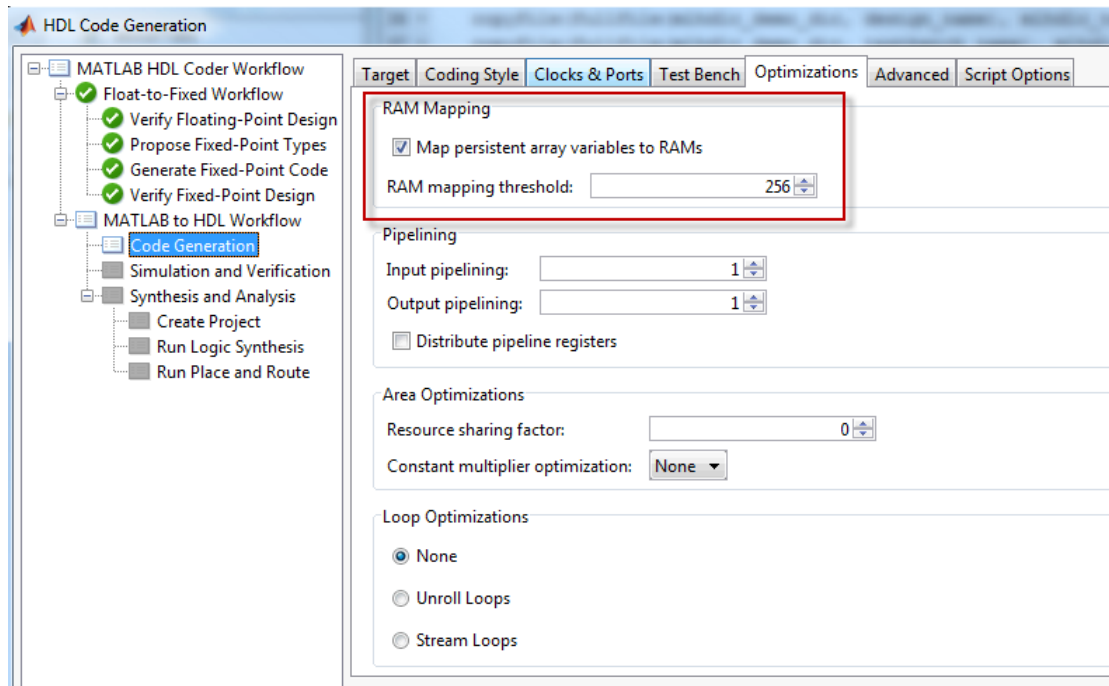 HDL Code Generation
MATLAB HDL Coder Workflow
Float-to-Fixed Workflow
Verify Floating-Point Design
Propose Fixed-Point Types
Generate Fixed-Point Code
Verify Fixed-Point Design
MATLAB to HDL Workflow
Code Generation
Simulation and Verification
Synthesis and Analysis
Create Project
Run Logic Synthesis
Run Place and Route
Target Coding Style Clocks & Ports Test Bench Optimizations Advanced Script Options
RAM Mapping
Map persistent array variables to RAMs
RAM mapping threshold: 256
Pipelining
Input pipelining: 1
Output pipelining: 1
Distribute pipeline registers
Area Optimizations
Resource sharing factor: 0
Constant multiplier optimization: None
Loop Optimizations
None
Unroll Loops
Stream Loops